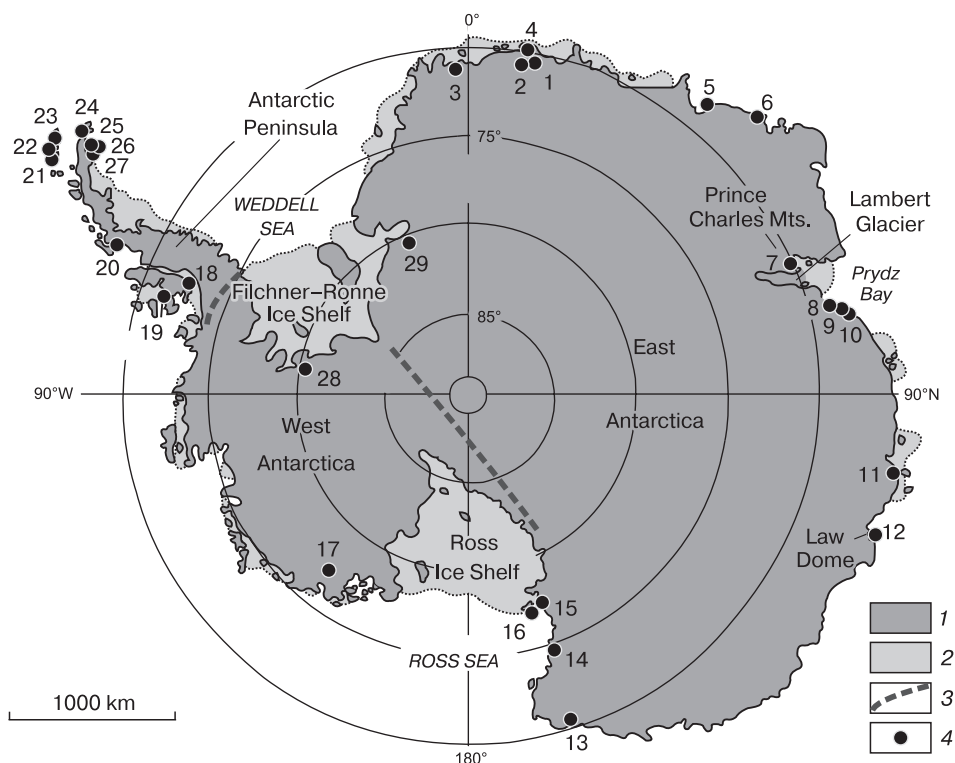 0°
4
3
2
1
5
6
24
23
25
22
26
21
27
Antarctic
Peninsula
75°
WEDDELL
SEA
Prince
Charles Mts.
Lambert
Glacier
20
18
29
7
Prydz
Bay
Filchner–Ronne
Ice Shelf
19
8
9
10
85°
East
28
90°W
90°N
West
Antarctica
Antarctica
11
Law
Dome
12
17
Ross
Ice Shelf
15
16
ROSS SEA
14
13
1000 km
180°
1
2
3
4